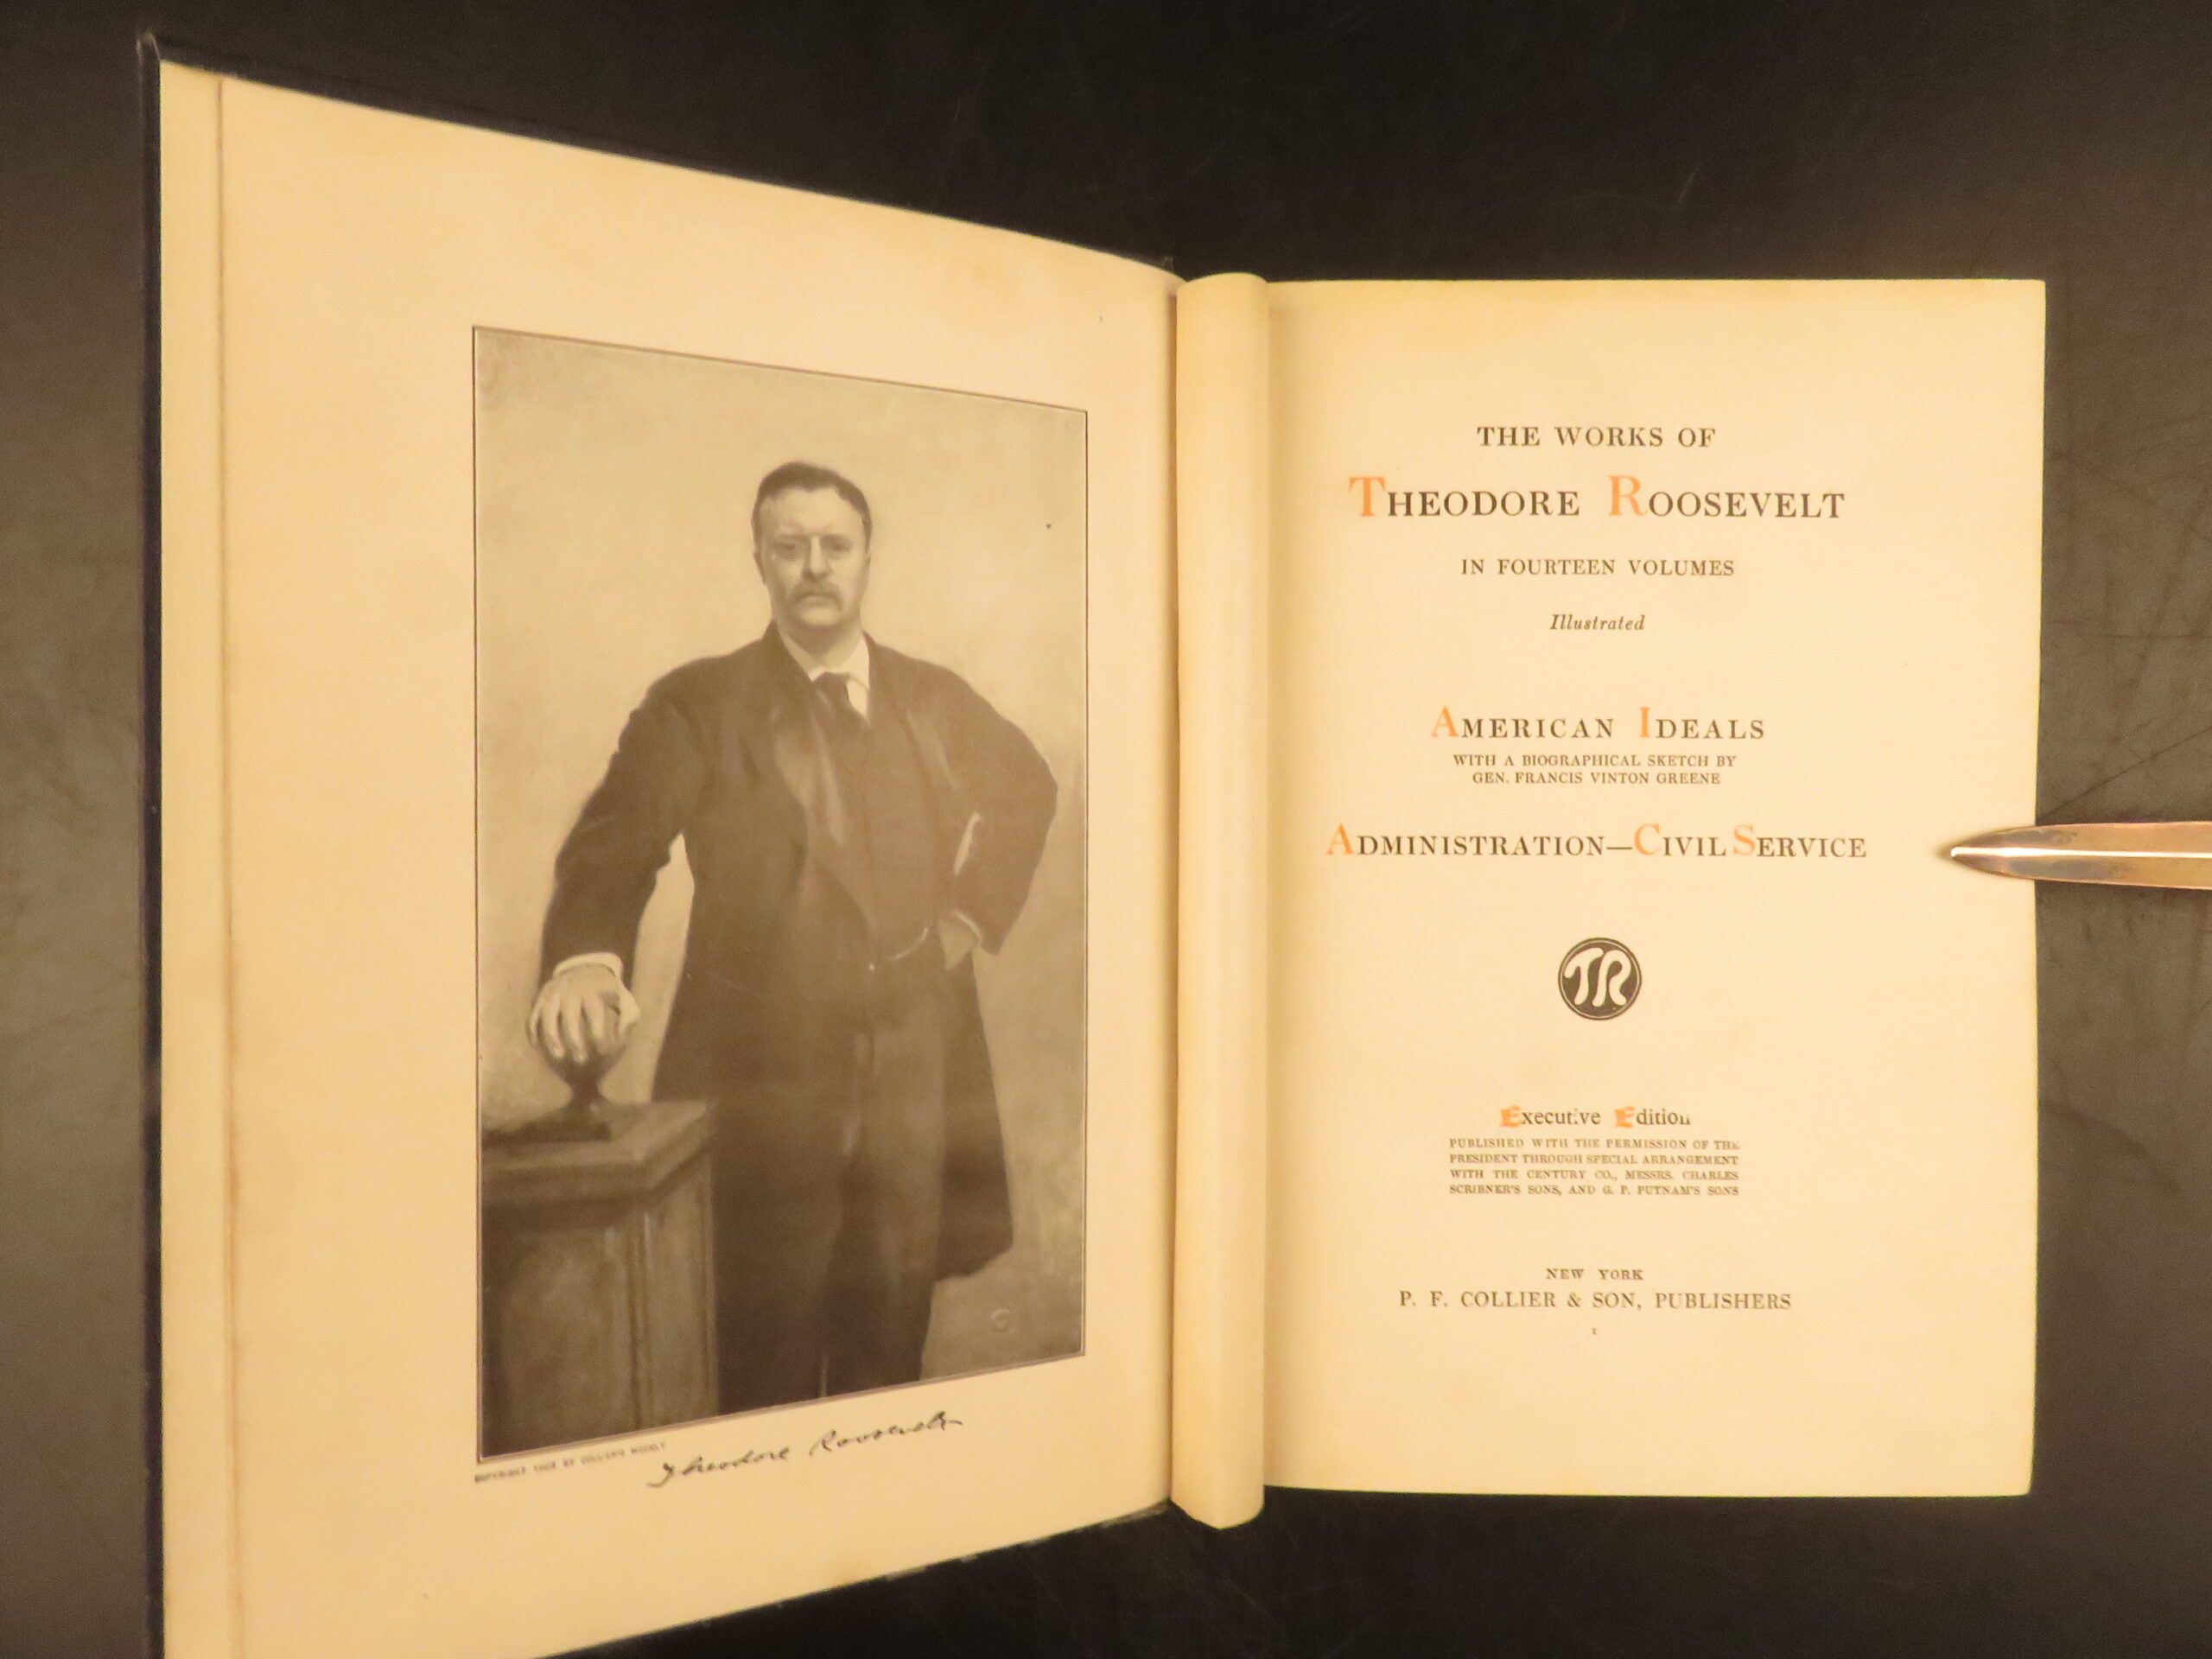 COPYRIGHT 1903 BY COLLIER'S WEEKLY
Theodore Roosevelt
THE WORKS OF
THEODORE ROOSEVELT
IN FOURTEEN VOLUMES
Illustrated
AMERICAN IDEALS
WITH A BIOGRAPHICAL SKETCH BY
GEN. FRANCIS VINTON GREENE
ADMINISTRATION—CIVIL SERVICE
TR
Executive Edition
PUBLISHED WITH THE PERMISSION OF THE
PRESIDENT THROUGH SPECIAL ARRANGEMENT
WITH THE CENTURY CO., MESSRS. CHARLES
SCRIBNER'S SONS, AND G. P. PUTNAM'S SONS
NEW YORK
P. F. COLLIER & SON, PUBLISHERS
1